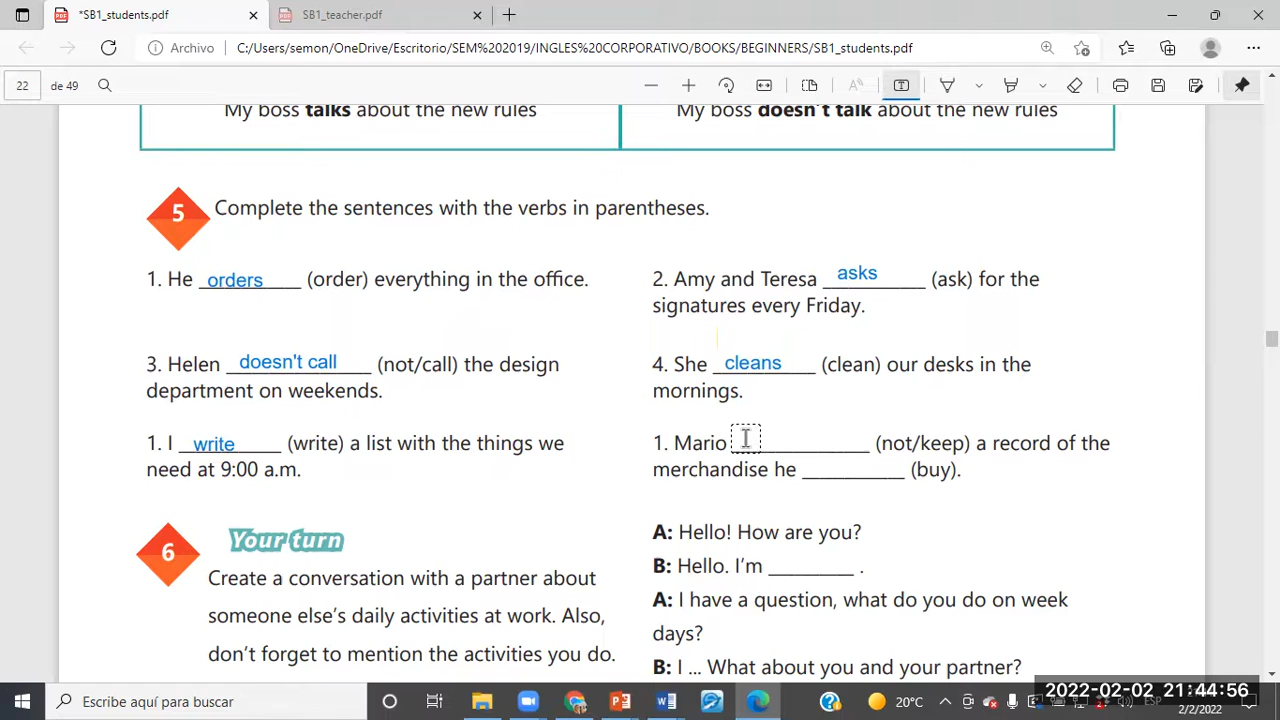 *SB1_students.pdf
SB1_teacher.pdf
Archivo
C:/Users/semon/OneDrive/Escritorio/SEM%202019/INGLES%20CORPORATIVO/BOOKS/BEGINNERS/SB1_students.pdf
22
de 49
My boss talks about the new rules
My boss doesn't talk about the new rules
5
Complete the sentences with the verbs in parentheses.
1. He orders (order) everything in the office.
2. Amy and Teresa asks (ask) for the
signatures every Friday.
3. Helen doesn't call (not/call) the design
department on weekends.
4. She cleans (clean) our desks in the
mornings.
1. I write (write) a list with the things we
need at 9:00 a.m.
1. Mario ____________ (not/keep) a record of the
merchandise he _________ (buy).
6
Your turn
Create a conversation with a partner about
someone else's daily activities at work. Also,
don't forget to mention the activities you do.
A: Hello! How are you?
B: Hello. I'm ________ .
A: I have a question, what do you do on week
days?
B: I ... What about you and your partner?
Escribe aquí para buscar
20°C
ESP
2022-02-02 21:44:56
2/2/2022